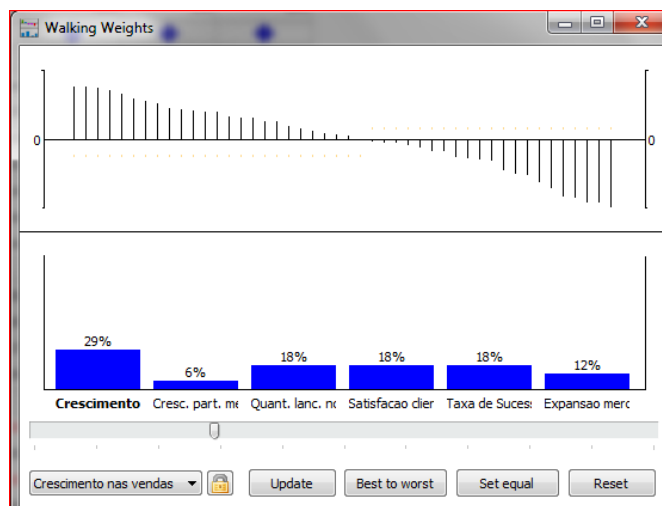 Walking Weights
0 0
29% 6% 18% 18% 18% 12%
Crescimento Cresc. part. me Quant. lanc. no Satisfacao clier Taxa de Suces: Expansao merc
Crescimento nas vendas Update Best to worst Set equal Reset